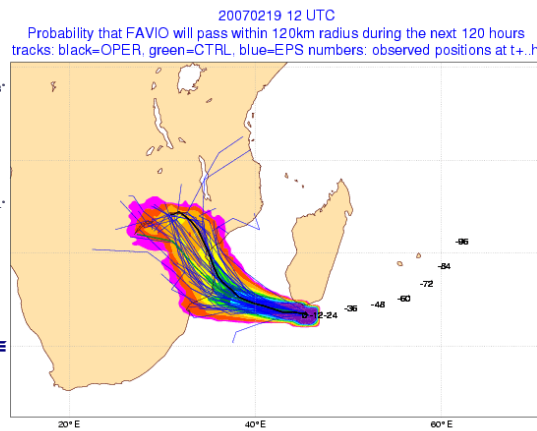 20070219 12 UTC
Probability that FAVIO will pass within 120km radius during the next 120 hours
tracks: black=OPER, green=CTRL, blue=EPS numbers: observed positions at t+..h
-96
-84
-72
-60
-48
-36
0-12-24
20°E 40°E 60°E